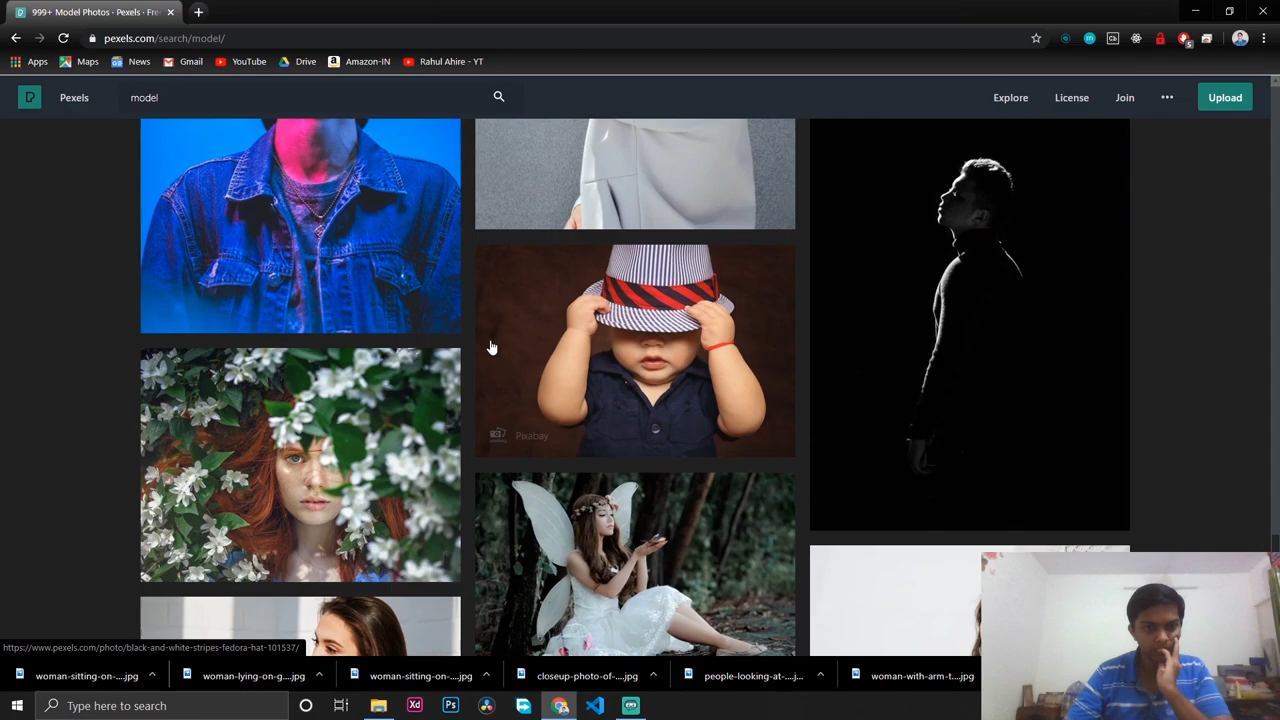 999+ Model Photos - Pexels · Fre
pexels.com/search/model/
Apps
Maps
News
Gmail
YouTube
Drive
Amazon-IN
Rahul Ahire - YT
Pexels
model
Explore
License
Join
Upload
Pixabay
https://www.pexels.com/photo/black-and-white-stripes-fedora-hat-101537/
woman-sitting-on-....jpg
woman-lying-on-g....jpg
woman-sitting-on-....jpg
closeup-photo-of-....jpg
people-looking-at-....jpg
woman-with-arm-t....jpg
Type here to search
Xd
Ps